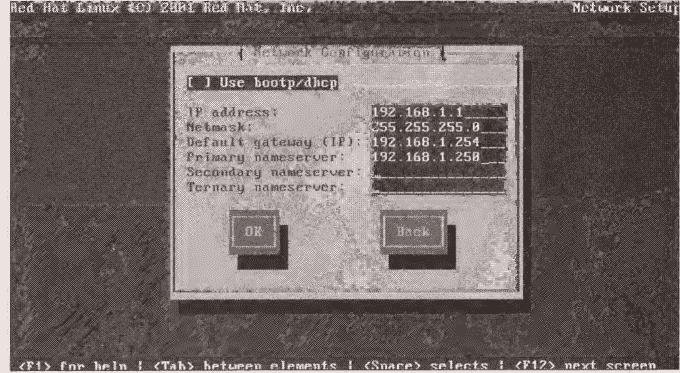 Red Hat Linux (C) 2001 Red Hat, Inc. Network Setup
Network Configuration
[ ] Use bootp/dhcp
IP address: 192.168.1.1
Netmask: 255.255.255.0
Default gateway (IP): 192.168.1.254
Primary nameserver: 192.168.1.250
Secondary nameserver:
Ternary nameserver:
OK Back
<F1> for help | <Tab> between elements | <Space> selects | <F12> next screen